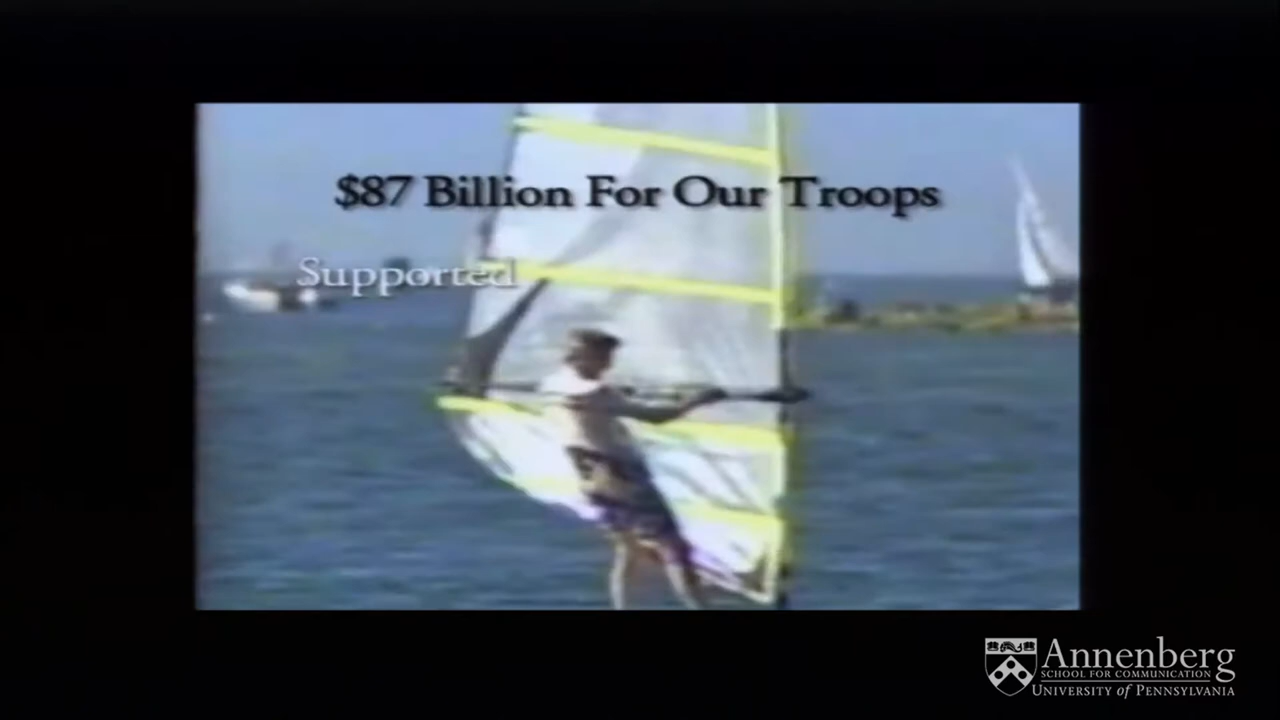 $87 Billion For Our Troops
Supported
Annenberg
SCHOOL FOR COMMUNICATION
UNIVERSITY of PENNSYLVANIA